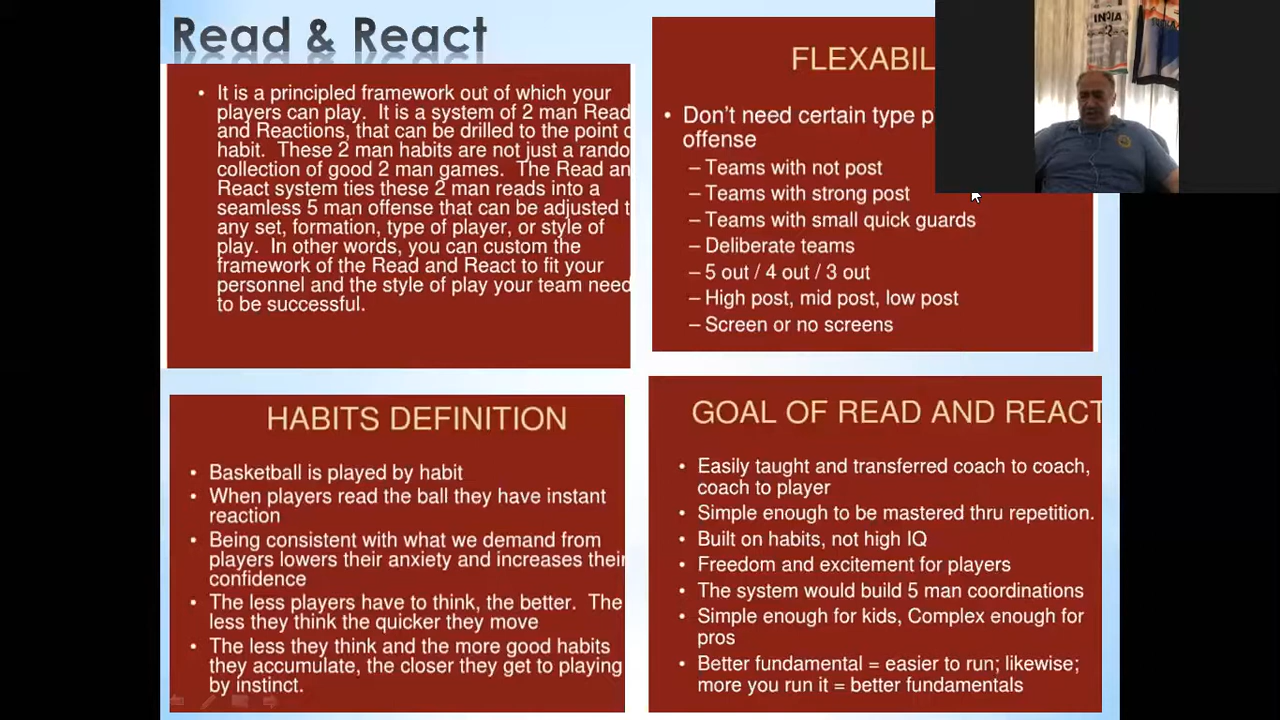 Read & React
It is a principled framework out of which your
players can play. It is a system of 2 man Read
and Reactions, that can be drilled to the point
habit. These 2 man habits are not just a rando
collection of good 2 man games. The Read an
React system ties these 2 man reads into a
seamless 5 man offense that can be adjusted t
any set, formation, type of player, or style of
play. In other words, you can custom the
framework of the Read and React to fit your
personnel and the style of play your team need
to be successful.
FLEXABIL
Don't need certain type p
offense
– Teams with not post
– Teams with strong post
– Teams with small quick guards
– Deliberate teams
– 5 out / 4 out / 3 out
– High post, mid post, low post
– Screen or no screens
INDIA
2
HABITS DEFINITION
Basketball is played by habit
When players read the ball they have instant
reaction
Being consistent with what we demand from
players lowers their anxiety and increases their
confidence
The less players have to think, the better. The
less they think the quicker they move
The less they think and the more good habits
they accumulate, the closer they get to playing
by instinct.
GOAL OF READ AND REACT
Easily taught and transferred coach to coach,
coach to player
Simple enough to be mastered thru repetition.
Built on habits, not high IQ
Freedom and excitement for players
The system would build 5 man coordinations
Simple enough for kids, Complex enough for
pros
Better fundamental = easier to run; likewise;
more you run it = better fundamentals